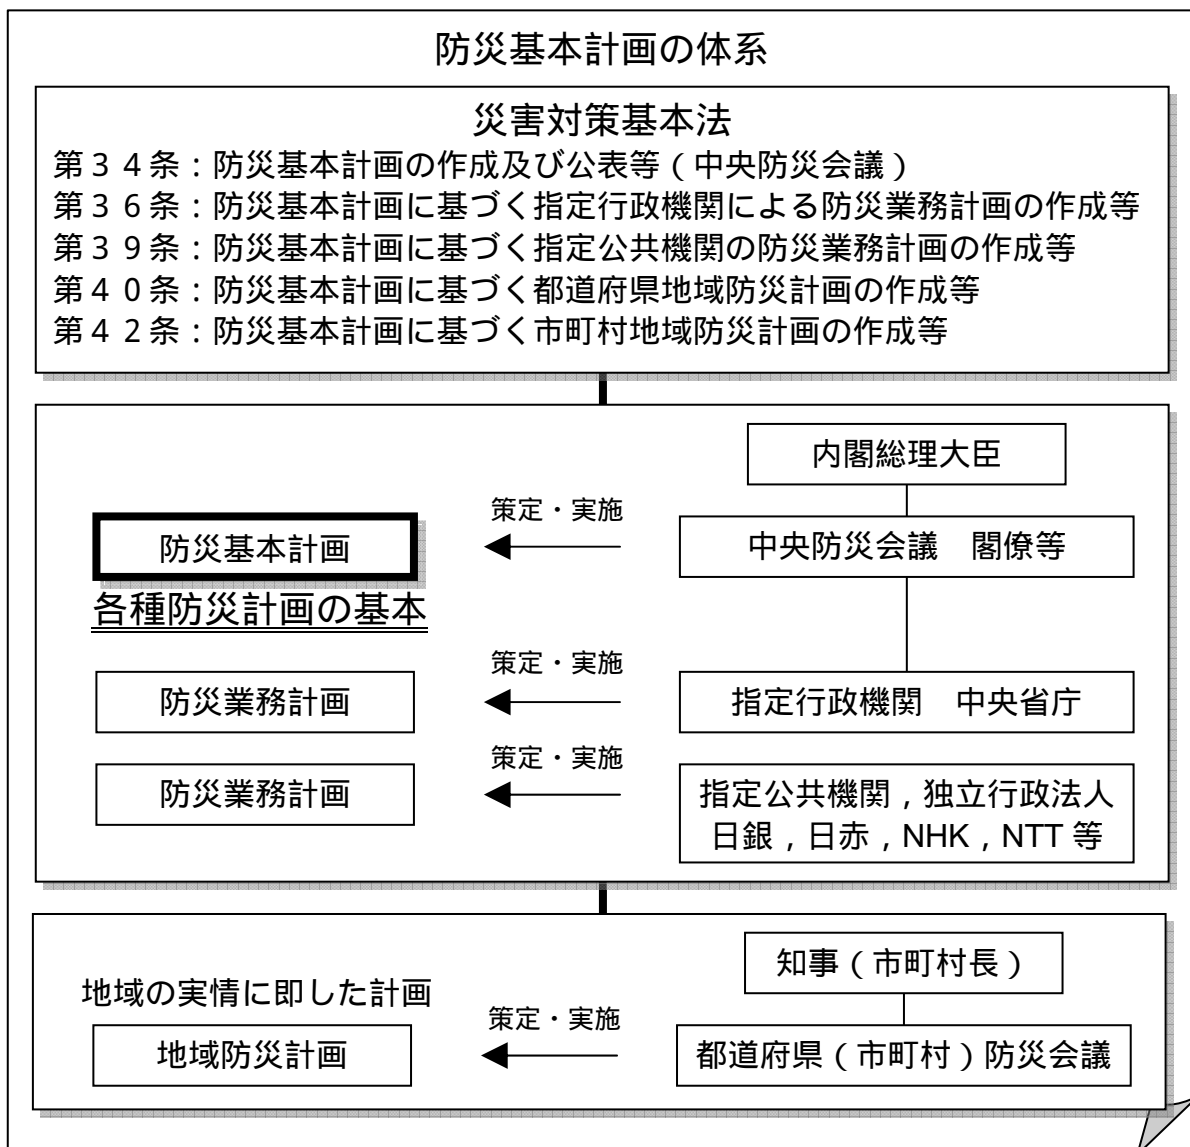 防災基本計画の体系
災害対策基本法
第３４条：防災基本計画の作成及び公表等（中央防災会議）
第３６条：防災基本計画に基づく指定行政機関による防災業務計画の作成等
第３９条：防災基本計画に基づく指定公共機関の防災業務計画の作成等
第４０条：防災基本計画に基づく都道府県地域防災計画の作成等
第４２条：防災基本計画に基づく市町村地域防災計画の作成等
内閣総理大臣
防災基本計画
策定・実施
中央防災会議　閣僚等
各種防災計画の基本
防災業務計画
策定・実施
指定行政機関　中央省庁
防災業務計画
策定・実施
指定公共機関，独立行政法人
日銀，日赤，NHK，NTT 等
知事（市町村長）
地域の実情に即した計画
地域防災計画
策定・実施
都道府県（市町村）防災会議